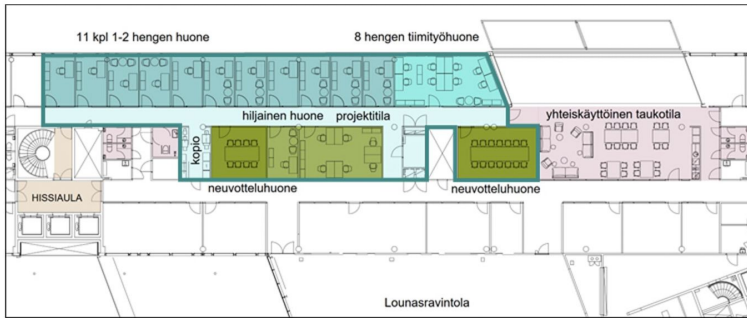 11 kpl 1-2 hengen huone
8 hengen tiimityöhuone
hiljainen huone
projektitila
yhteiskäyttöinen taukotila
kopio
neuvotteluhuone
neuvotteluhuone
HISSIAULA
Lounasravintola